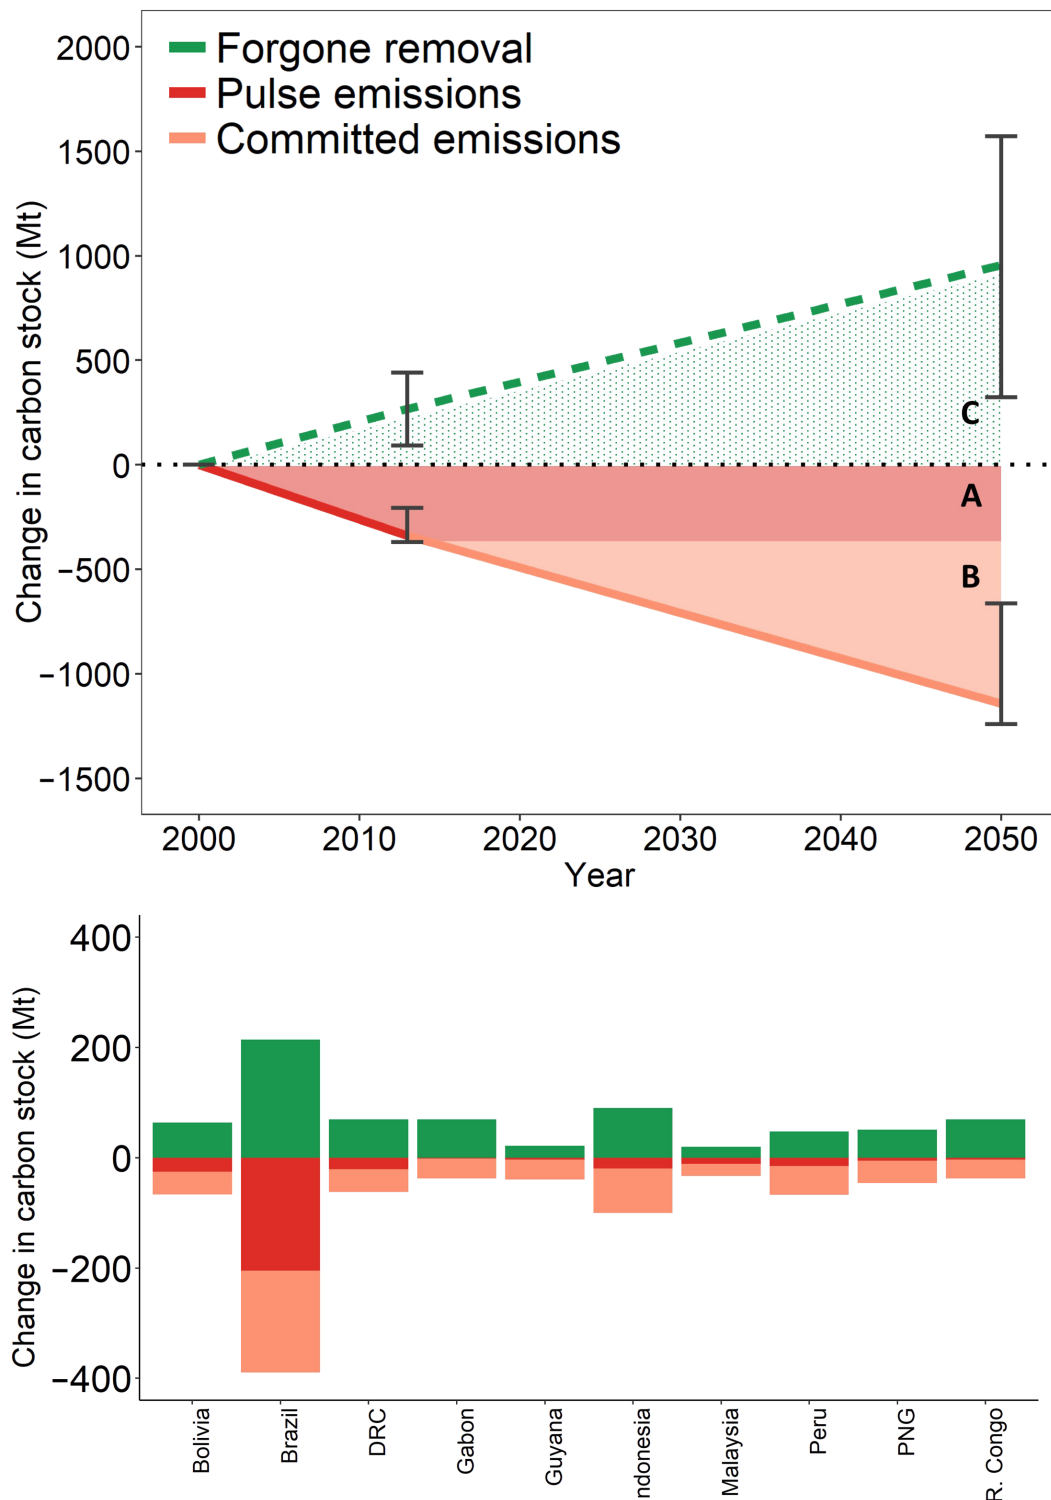 Change in carbon stock (Mt)
2000
1500
1000
500
0
−500
−1000
−1500
Forgone removal
Pulse emissions
Committed emissions
C
A
B
2000 2010 2020 2030 2040 2050
Year
Change in carbon stock (Mt)
400
200
0
−200
−400
Bolivia
Brazil
DRC
Gabon
Guyana
ndonesia
Malaysia
Peru
PNG
R. Congo